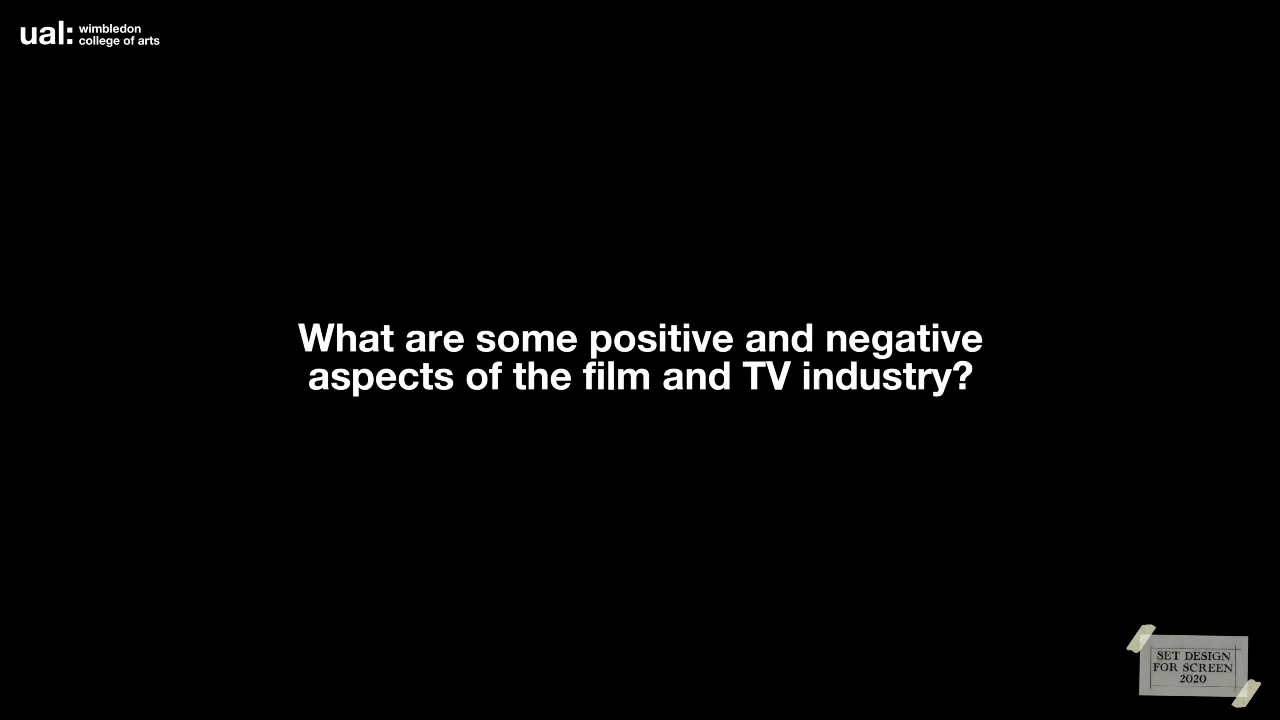 ual: wimbledon
college of arts
What are some positive and negative
aspects of the film and TV industry?
SET DESIGN
FOR SCREEN
2020